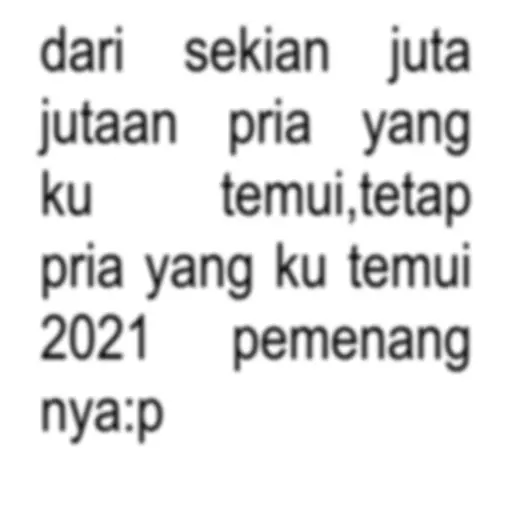 dari sekian juta
jutaan pria yang
ku temui,tetap
pria yang ku temui
2021 pemenang
nya:p